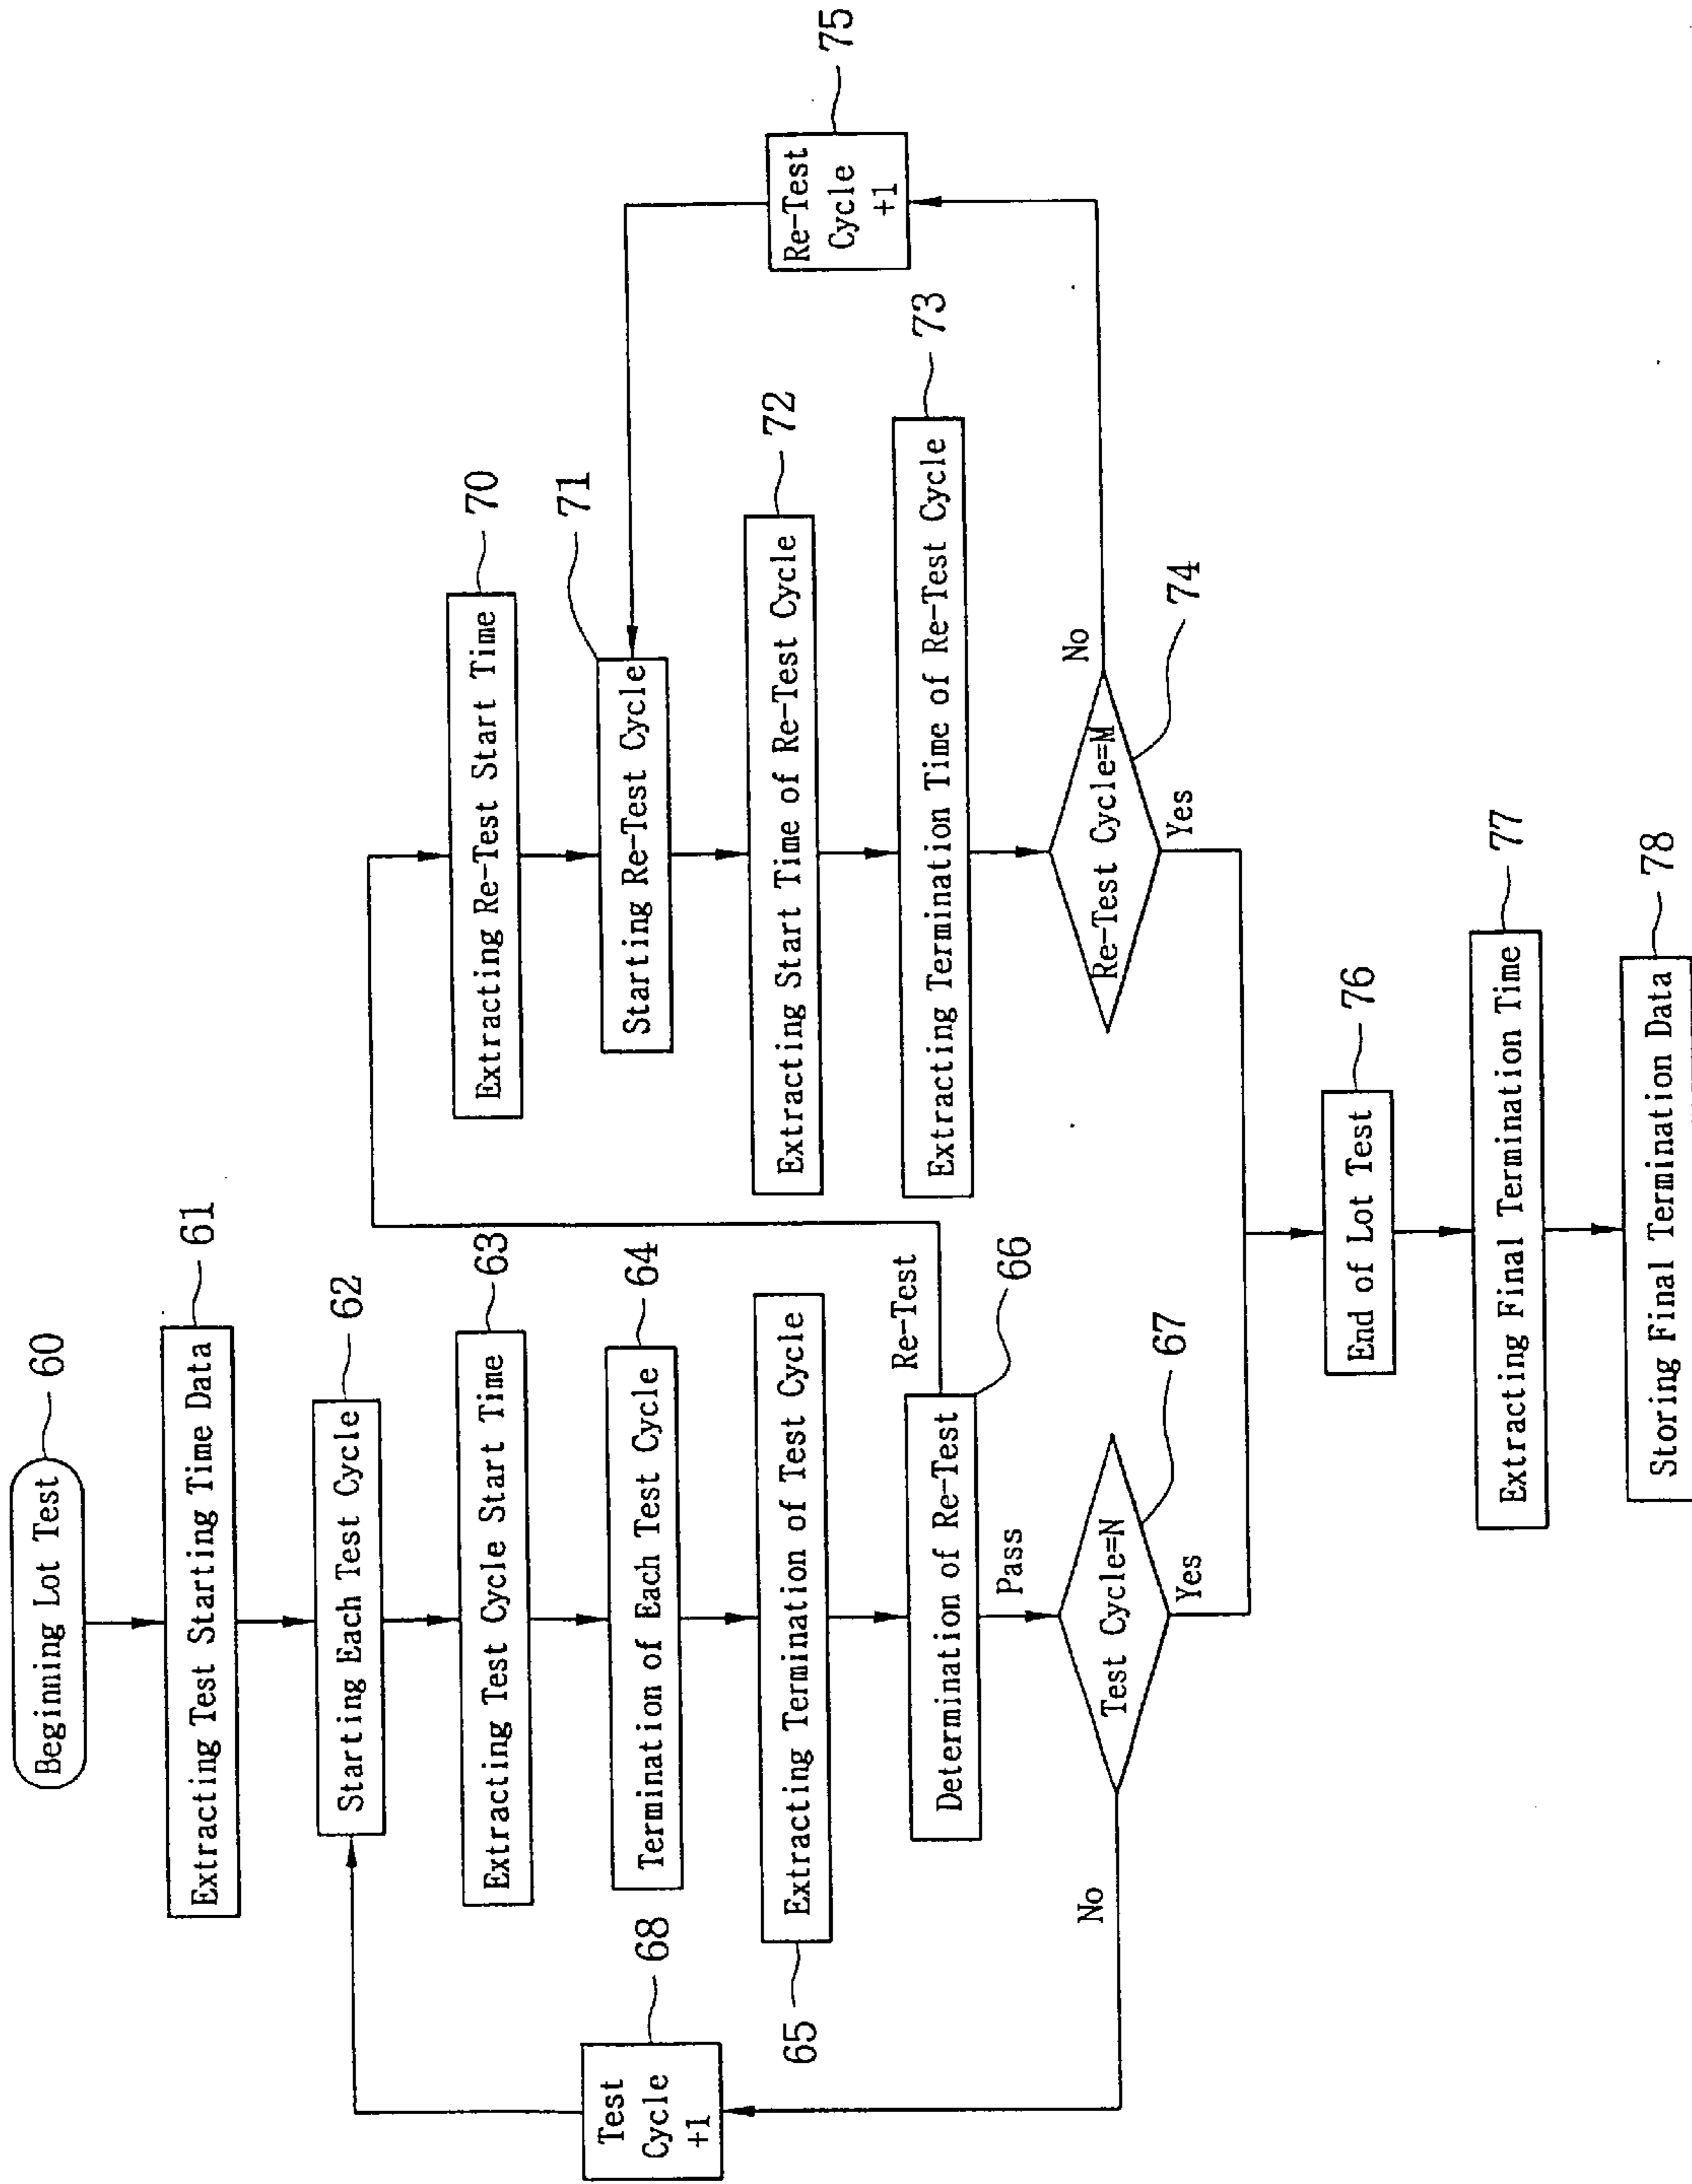 Beginning Lot Test
60
Extracting Test Starting Time Data
61
Starting Each Test Cycle
62
Extracting Test Cycle Start Time
63
Termination of Each Test Cycle
64
Extracting Termination of Test Cycle
65
Determination of Re-Test
66
Re-Test
Pass
Test Cycle=N
67
No
Yes
Test
Cycle
+1
68
Extracting Re-Test Start Time
70
Starting Re-Test Cycle
71
Extracting Start Time of Re-Test Cycle
72
Extracting Termination Time of Re-Test Cycle
73
Re-Test Cycle=M
74
No
Yes
Re-Test
Cycle
+1
75
End of Lot Test
76
Extracting Final Termination Time
77
Storing Final Termination Data
78